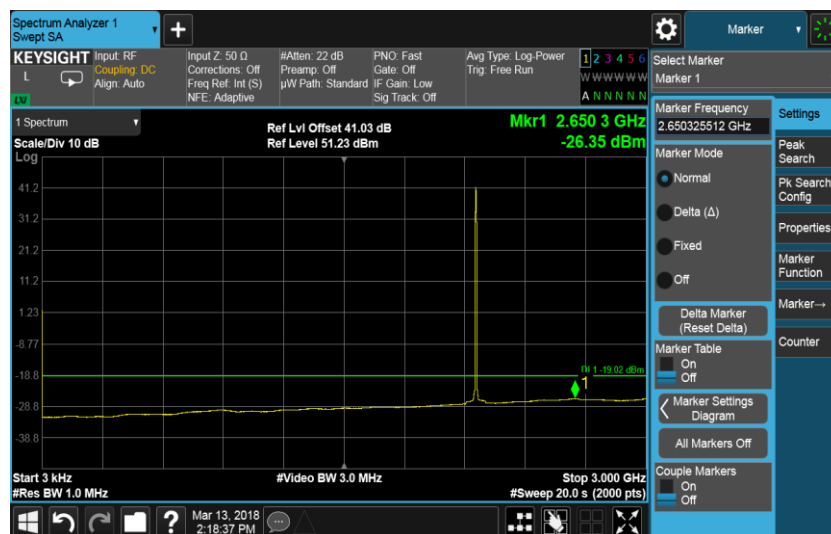 Spectrum Analyzer 1
Swept SA
+
Marker
KEYSIGHT
L
LXI
Input: RF
Coupling: DC
Align: Auto
Input Z: 50 Ω
Corrections: Off
Freq Ref: Int (S)
NFE: Adaptive
#Atten: 22 dB
Preamp: Off
µW Path: Standard
PNO: Fast
Gate: Off
IF Gain: Low
Sig Track: Off
Avg Type: Log-Power
Trig: Free Run
1 2 3 4 5 6
W W W W W W
A N N N N N
Select Marker
Marker 1
1 Spectrum
Scale/Div 10 dB
Log
Ref Lvl Offset 41.03 dB
Ref Level 51.23 dBm
Mkr1 2.650 3 GHz
-26.35 dBm
41.2
31.2
21.2
11.2
1.23
-8.77
-18.8
-28.8
-38.8
DL1 -19.02 dBm
1
Start 3 kHz
#Res BW 1.0 MHz
#Video BW 3.0 MHz
Stop 3.000 GHz
#Sweep 20.0 s (2000 pts)
Marker Frequency
2.650325512 GHz
Marker Mode
Normal
Delta (Δ)
Fixed
Off
Delta Marker
(Reset Delta)
Marker Table
On
Off
Marker Settings
Diagram
All Markers Off
Couple Markers
On
Off
Settings
Peak
Search
Pk Search
Config
Properties
Marker
Function
Marker→
Counter
?
Mar 13, 2018
2:18:37 PM